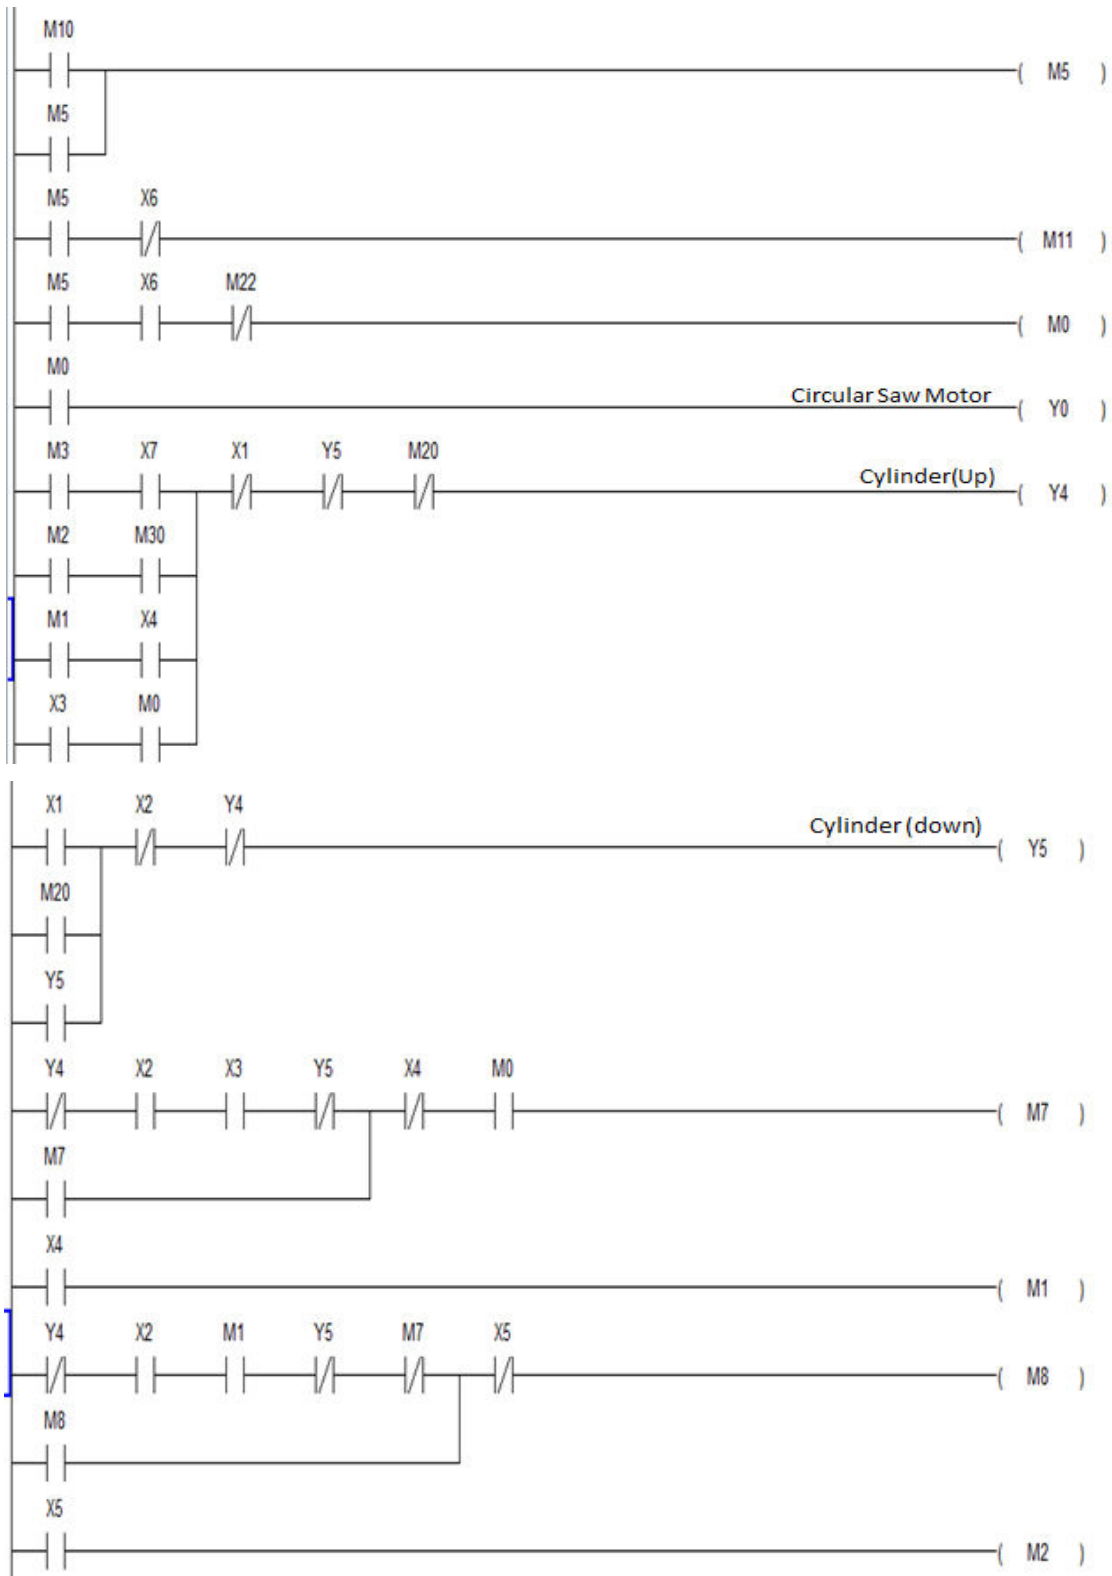 M10
( M5 )
M5
M5 X6
( M11 )
M5 X6 M22
( M0 )
M0
Circular Saw Motor
( Y0 )
M3 X7 X1 Y5 M20
Cylinder(Up)
( Y4 )
M2 M30
M1 X4
X3 M0
X1 X2 Y4
Cylinder (down)
( Y5 )
M20
Y5
Y4 X2 X3 Y5 X4 M0
( M7 )
M7
X4
( M1 )
Y4 X2 M1 Y5 M7 X5
( M8 )
M8
X5
( M2 )